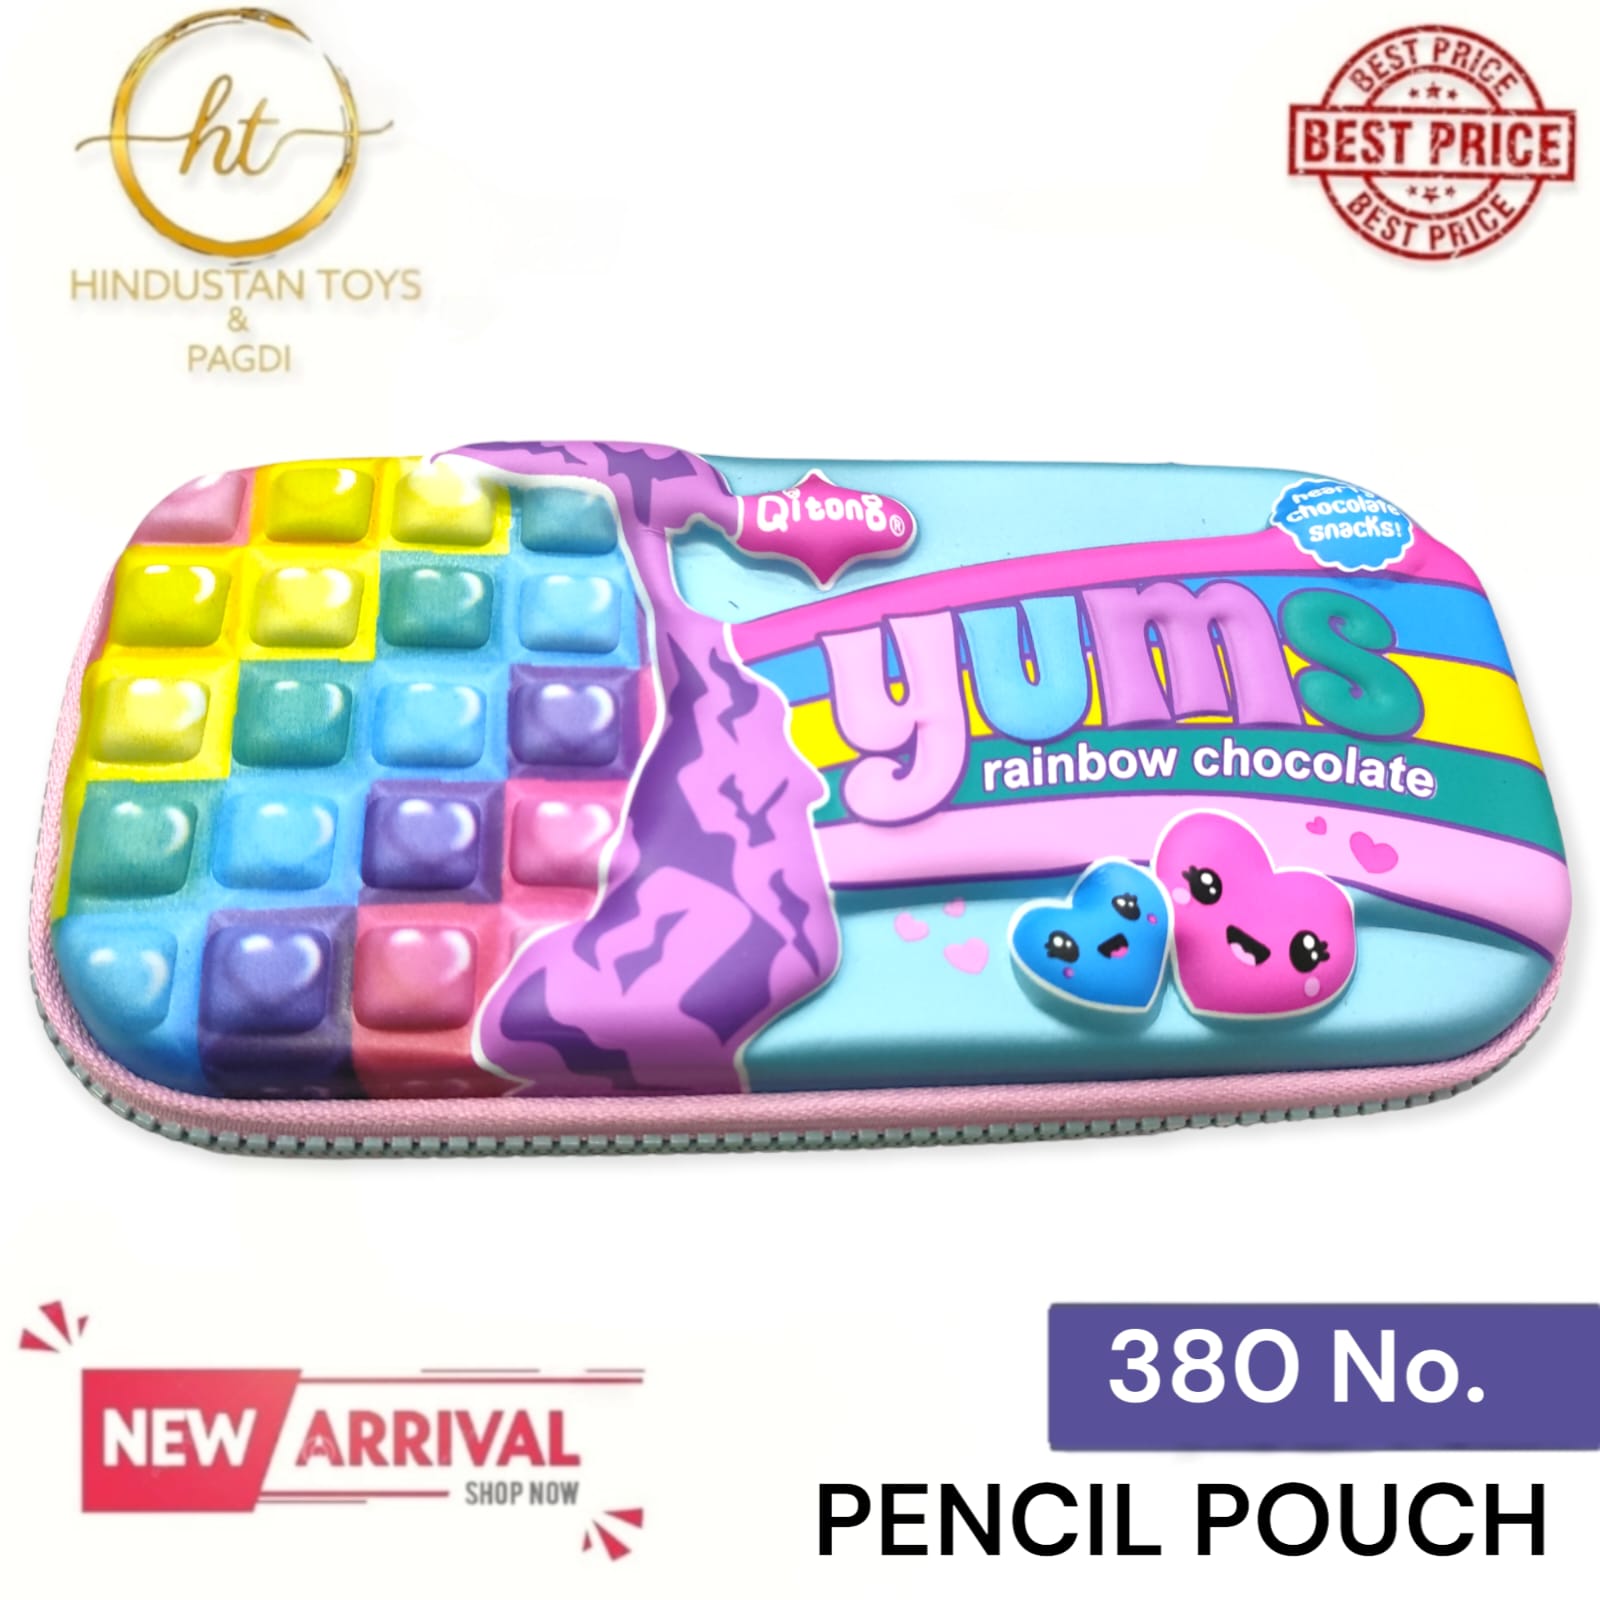 ht
HINDUSTAN TOYS
&
PAGDI
BEST PRICE
BEST PRICE
BEST PRICE
Qitong®
hearts
chocolate
snacks!
yums
rainbow chocolate
NEW ARRIVAL
SHOP NOW
380 No.
PENCIL POUCH